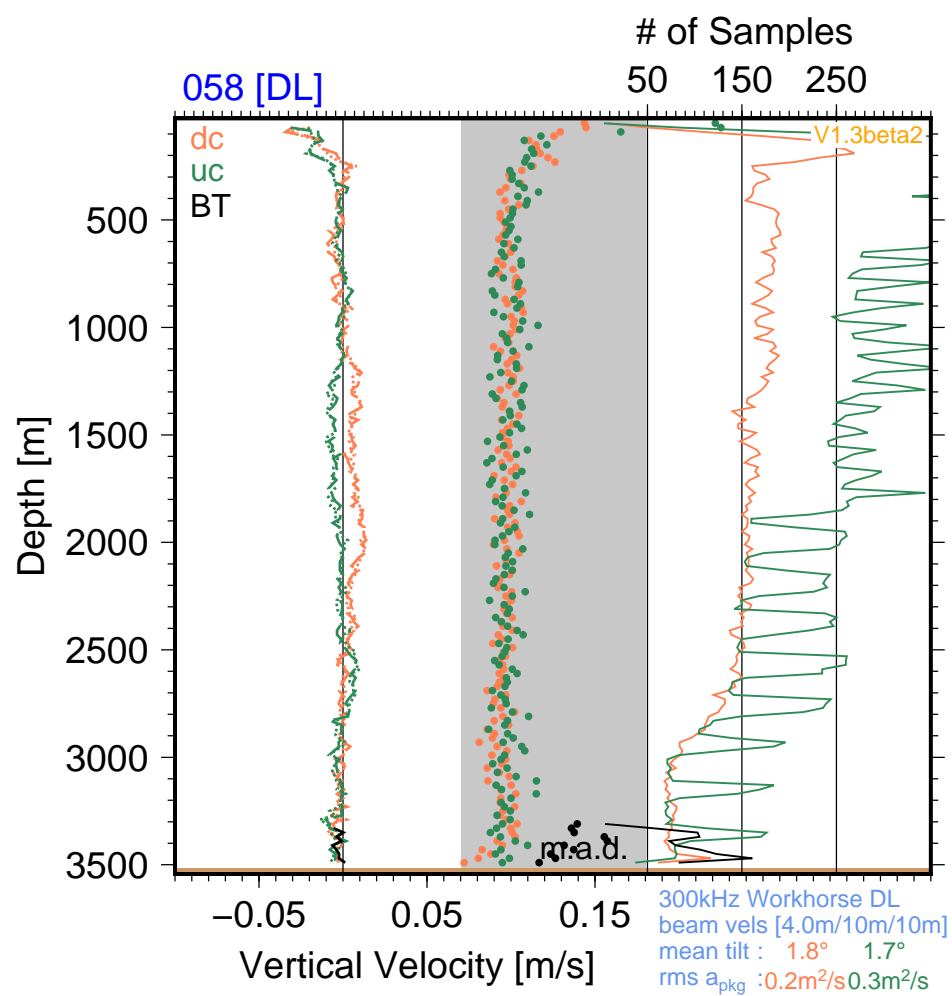 # of Samples
50 150 250
058 [DL]
dc
uc
BT
V1.3beta2
500
1000
1500
2000
2500
3000
3500
Depth [m]
m.a.d.
−0.05 0.05 0.15
Vertical Velocity [m/s]
300kHz Workhorse DL
beam vels [4.0m/10m/10m]
mean tilt : 1.8° 1.7°
rms a_pkg : 0.2m²/s 0.3m²/s